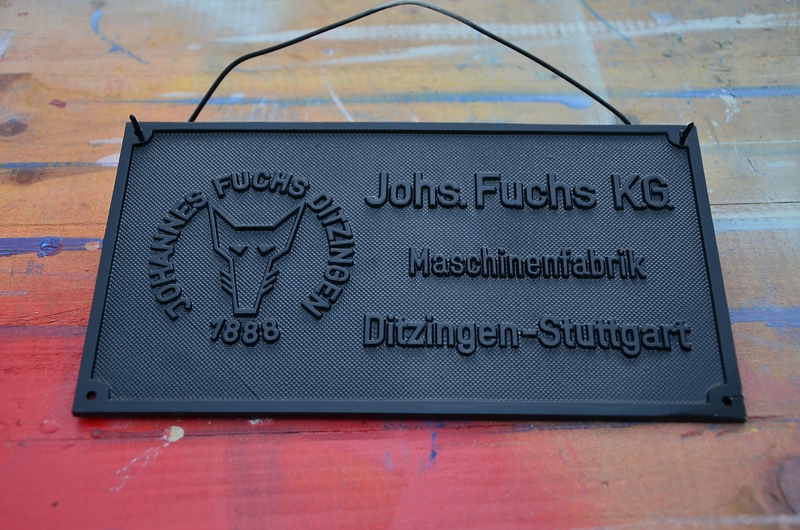 JOHANNES FUCHS DITZINGEN
1888
Johs. Fuchs KG.
Maschinenfabrik
Ditzingen-Stuttgart